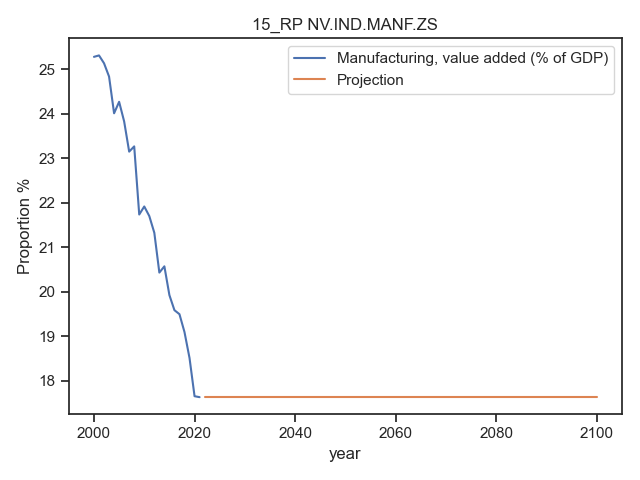 15_RP NV.IND.MANF.ZS
Manufacturing, value added (% of GDP)
Projection
Proportion %
25
24
23
22
21
20
19
18
2000
2020
2040
2060
2080
2100
year